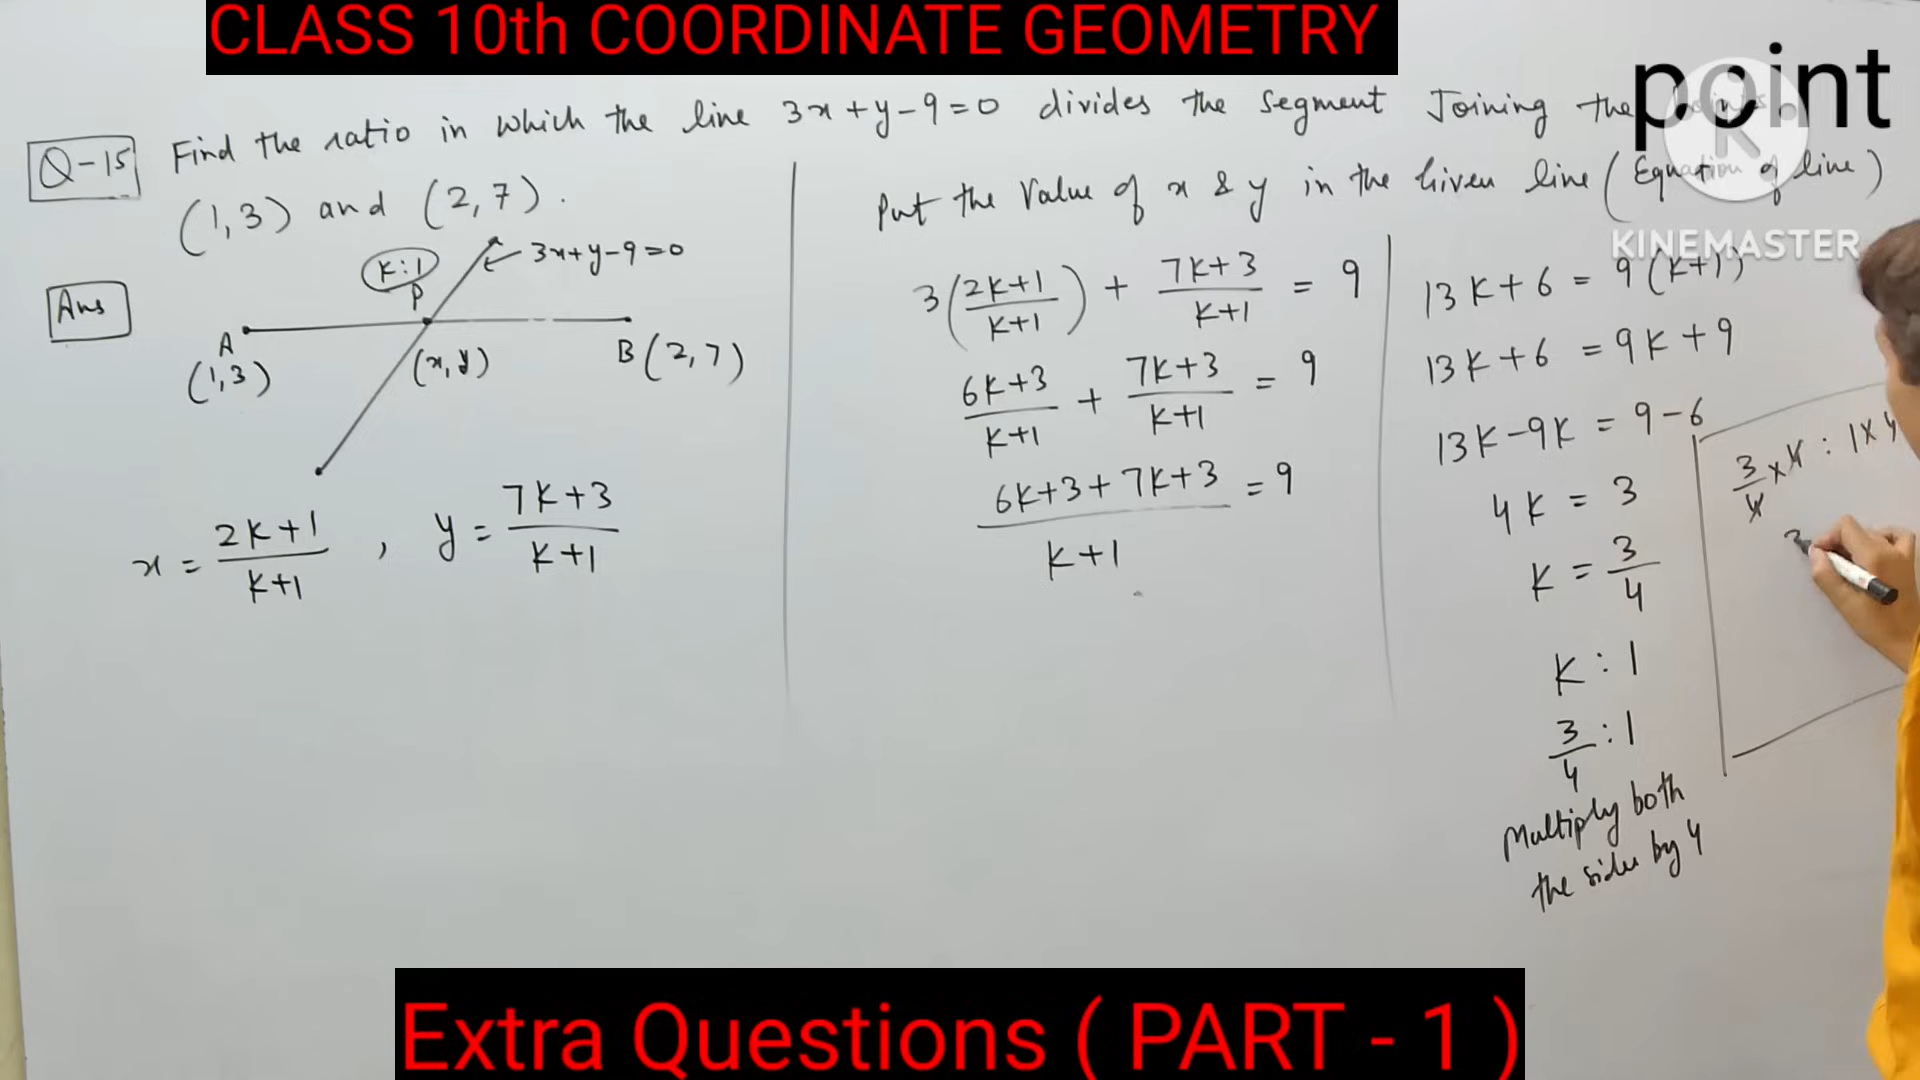 CLASS 10th COORDINATE GEOMETRY
point
KINEMASTER
Q-15 Find the ratio in which the line 3x+y-9=0 divides the segment Joining the
(1,3) and (2,7).
Ans
k:1
P
3x+y-9=0
A
(1,3)
(x,y)
B(2,7)
x = 2k+1/k+1 , y = 7k+3/k+1
Put the Value of x & y in the Given line (Equation of line)
3(2k+1/k+1) + 7k+3/k+1 = 9
6k+3/k+1 + 7k+3/k+1 = 9
6k+3+7k+3/k+1 = 9
13k+6 = 9(k+1)
13k+6 = 9k+9
13k-9k = 9-6
4k = 3
k = 3/4
k : 1
3/4 : 1
Multiply both
the sides by 4
3/4 x 4 : 1 x 4
3
Extra Questions ( PART - 1 )